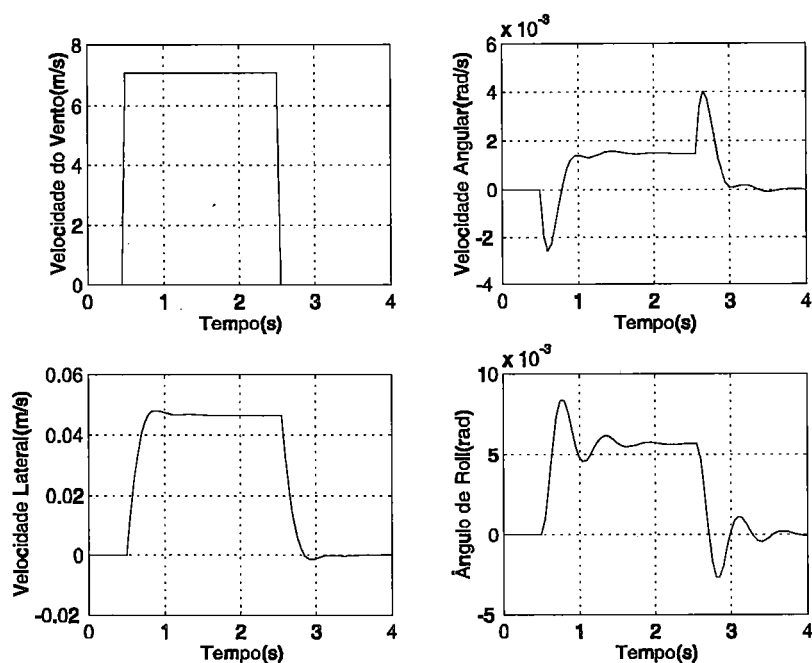 Velocidade do Vento(m/s)
8
6
4
2
0
0 1 2 3 4
Tempo(s)
x 10⁻³
Velocidade Angular(rad/s)
6
4
2
0
-2
-4
0 1 2 3 4
Tempo(s)
Velocidade Lateral(m/s)
0.06
0.04
0.02
0
-0.02
0 1 2 3 4
Tempo(s)
x 10⁻³
Ângulo de Roll(rad)
10
5
0
-5
0 1 2 3 4
Tempo(s)